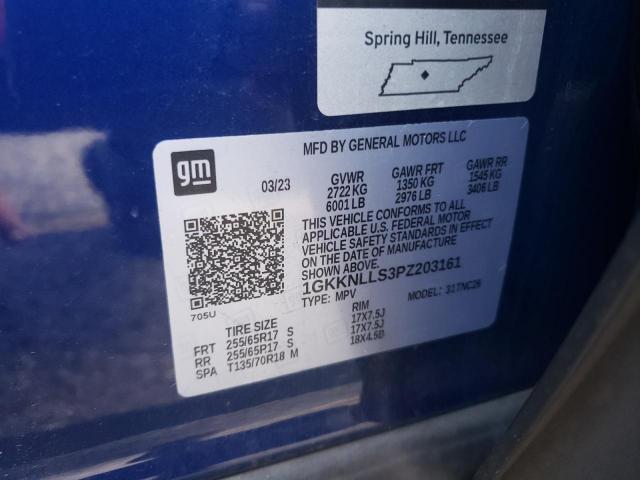 Spring Hill, Tennessee
MFD BY GENERAL MOTORS LLC
gm
03/23
GVWR GAWR FRT GAWR RR
2722 KG 1350 KG 1545 KG
6001 LB 2976 LB 3406 LB
THIS VEHICLE CONFORMS TO ALL
APPLICABLE U.S. FEDERAL MOTOR
VEHICLE SAFETY STANDARDS IN EFFECT
ON THE DATE OF MANUFACTURE
SHOWN ABOVE.
1GKKNLLS3PZ203161
TYPE: MPV MODEL: 31TNC26
705U
TIRE SIZE RIM
FRT 255/65R17 S 17X7.5J
RR 255/65R17 S 17X7.5J
SPA T135/70R18 M 18X4.5B